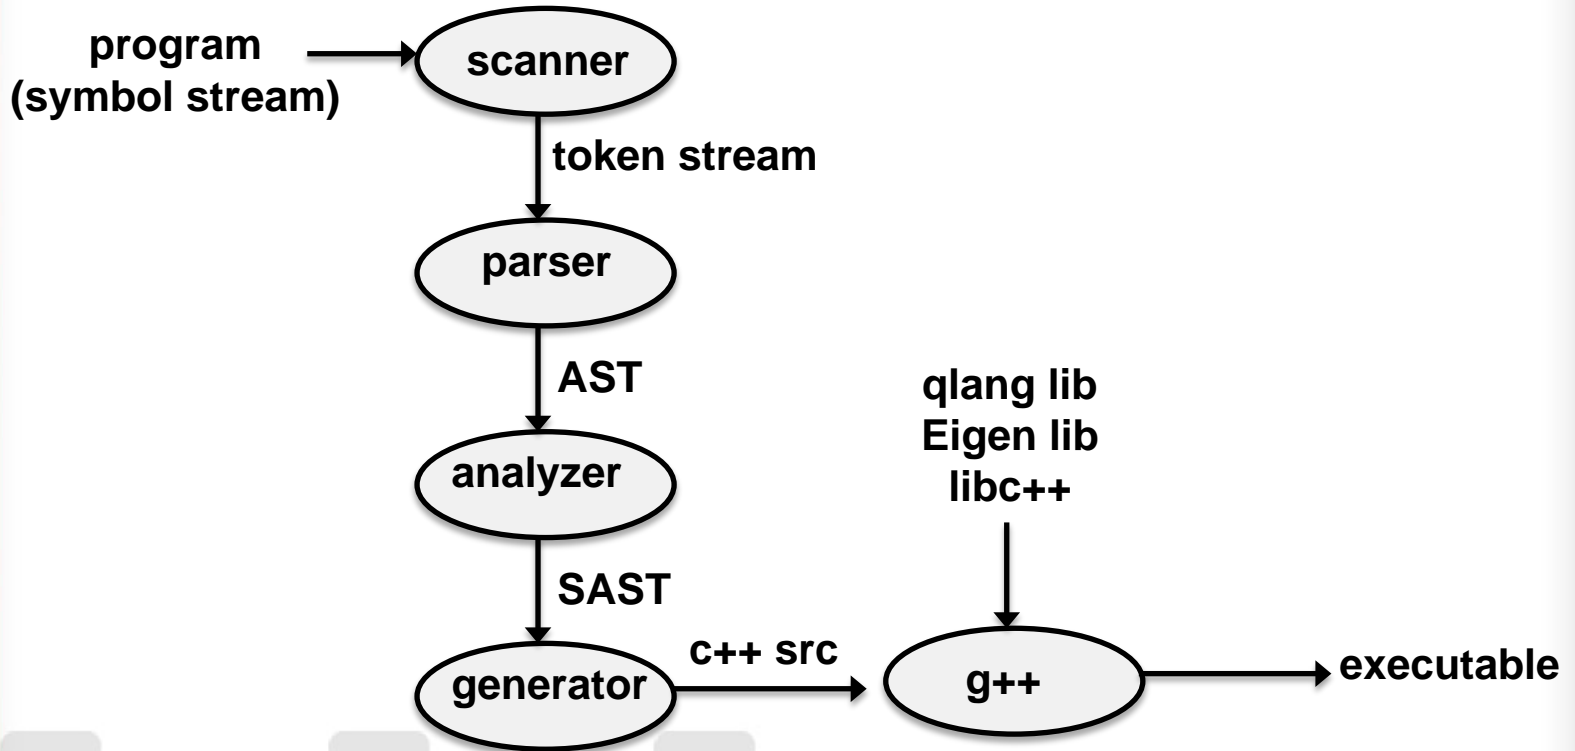 program
(symbol stream)
scanner
token stream
parser
AST
analyzer
SAST
generator
c++ src
qlang lib
Eigen lib
libc++
g++
executable